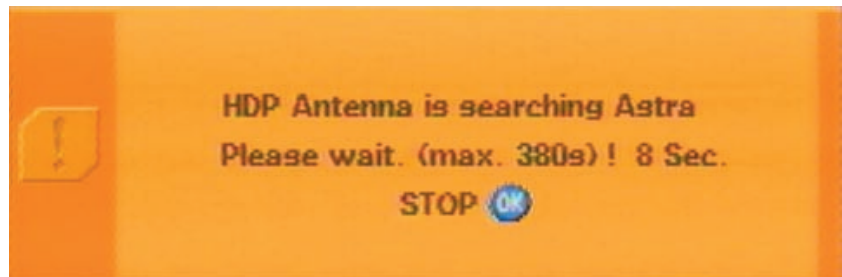 !
HDP Antenna is searching Astra
Please wait. (max. 380s) ! 8 Sec.
STOP OK